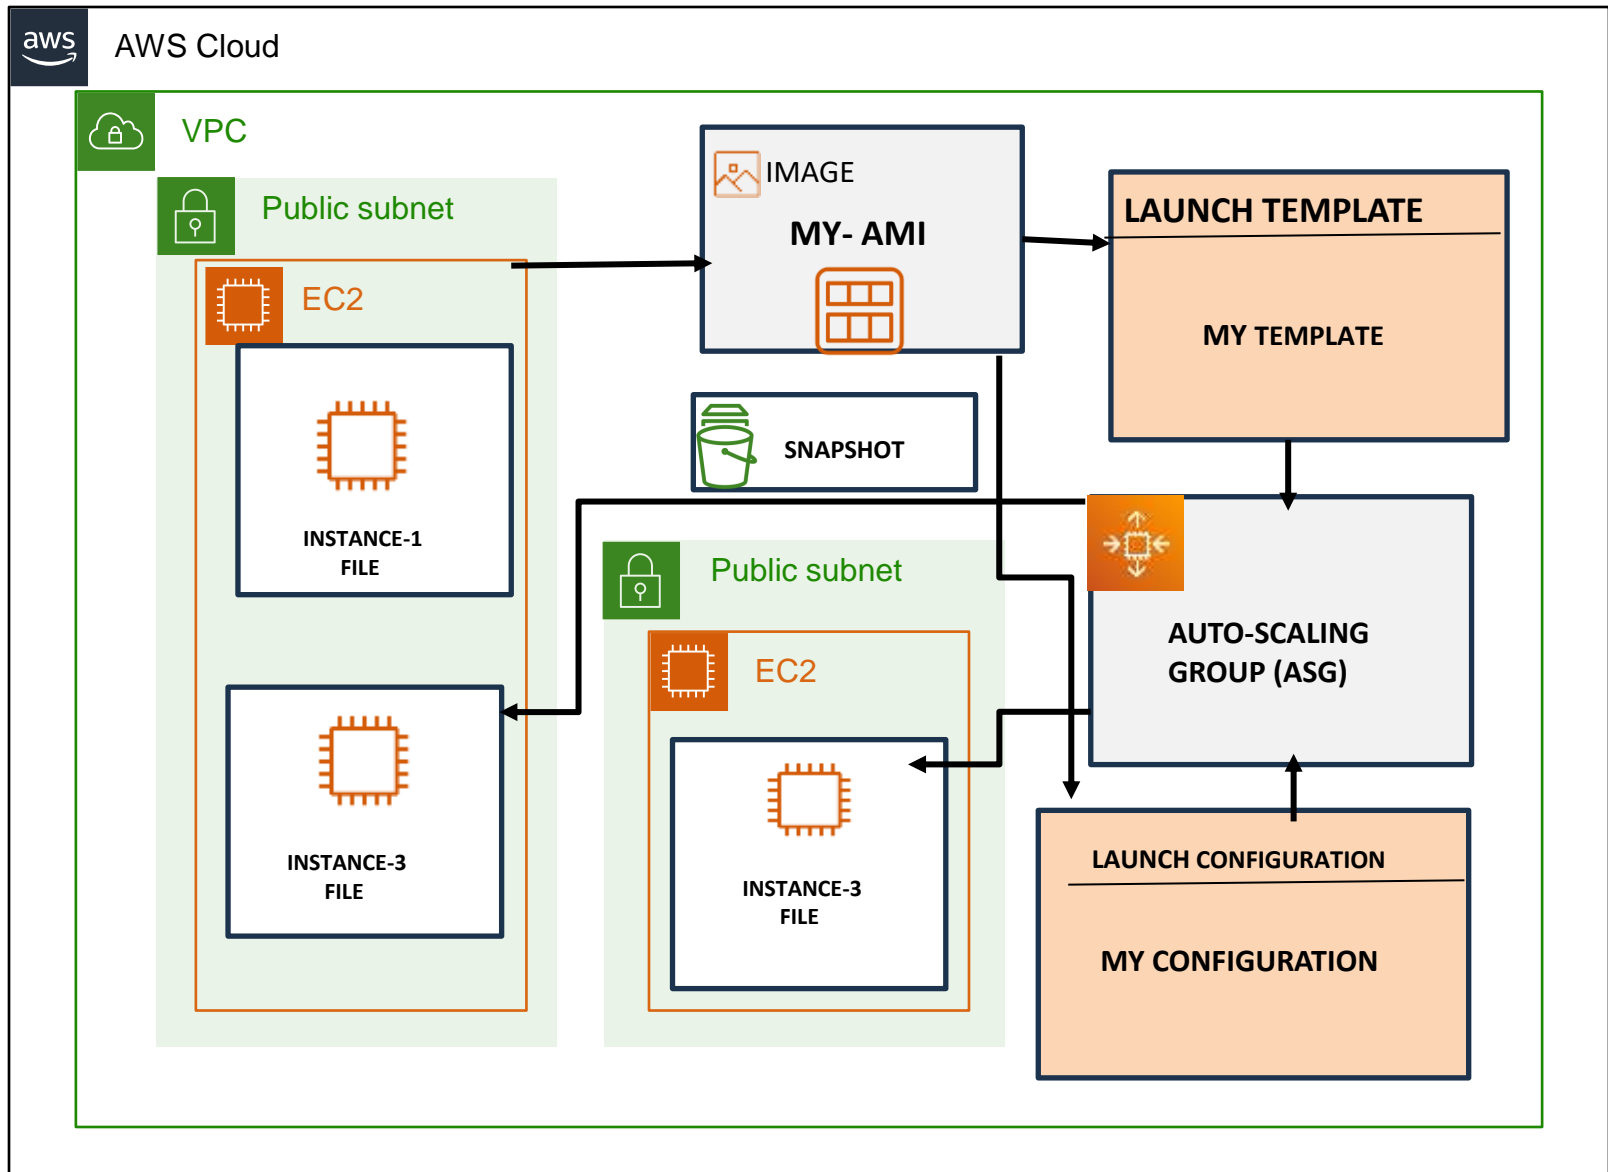 aws
AWS Cloud
VPC
Public subnet
EC2
INSTANCE-1
FILE
INSTANCE-3
FILE
IMAGE
MY- AMI
SNAPSHOT
Public subnet
EC2
INSTANCE-3
FILE
LAUNCH TEMPLATE
MY TEMPLATE
AUTO-SCALING
GROUP (ASG)
LAUNCH CONFIGURATION
MY CONFIGURATION